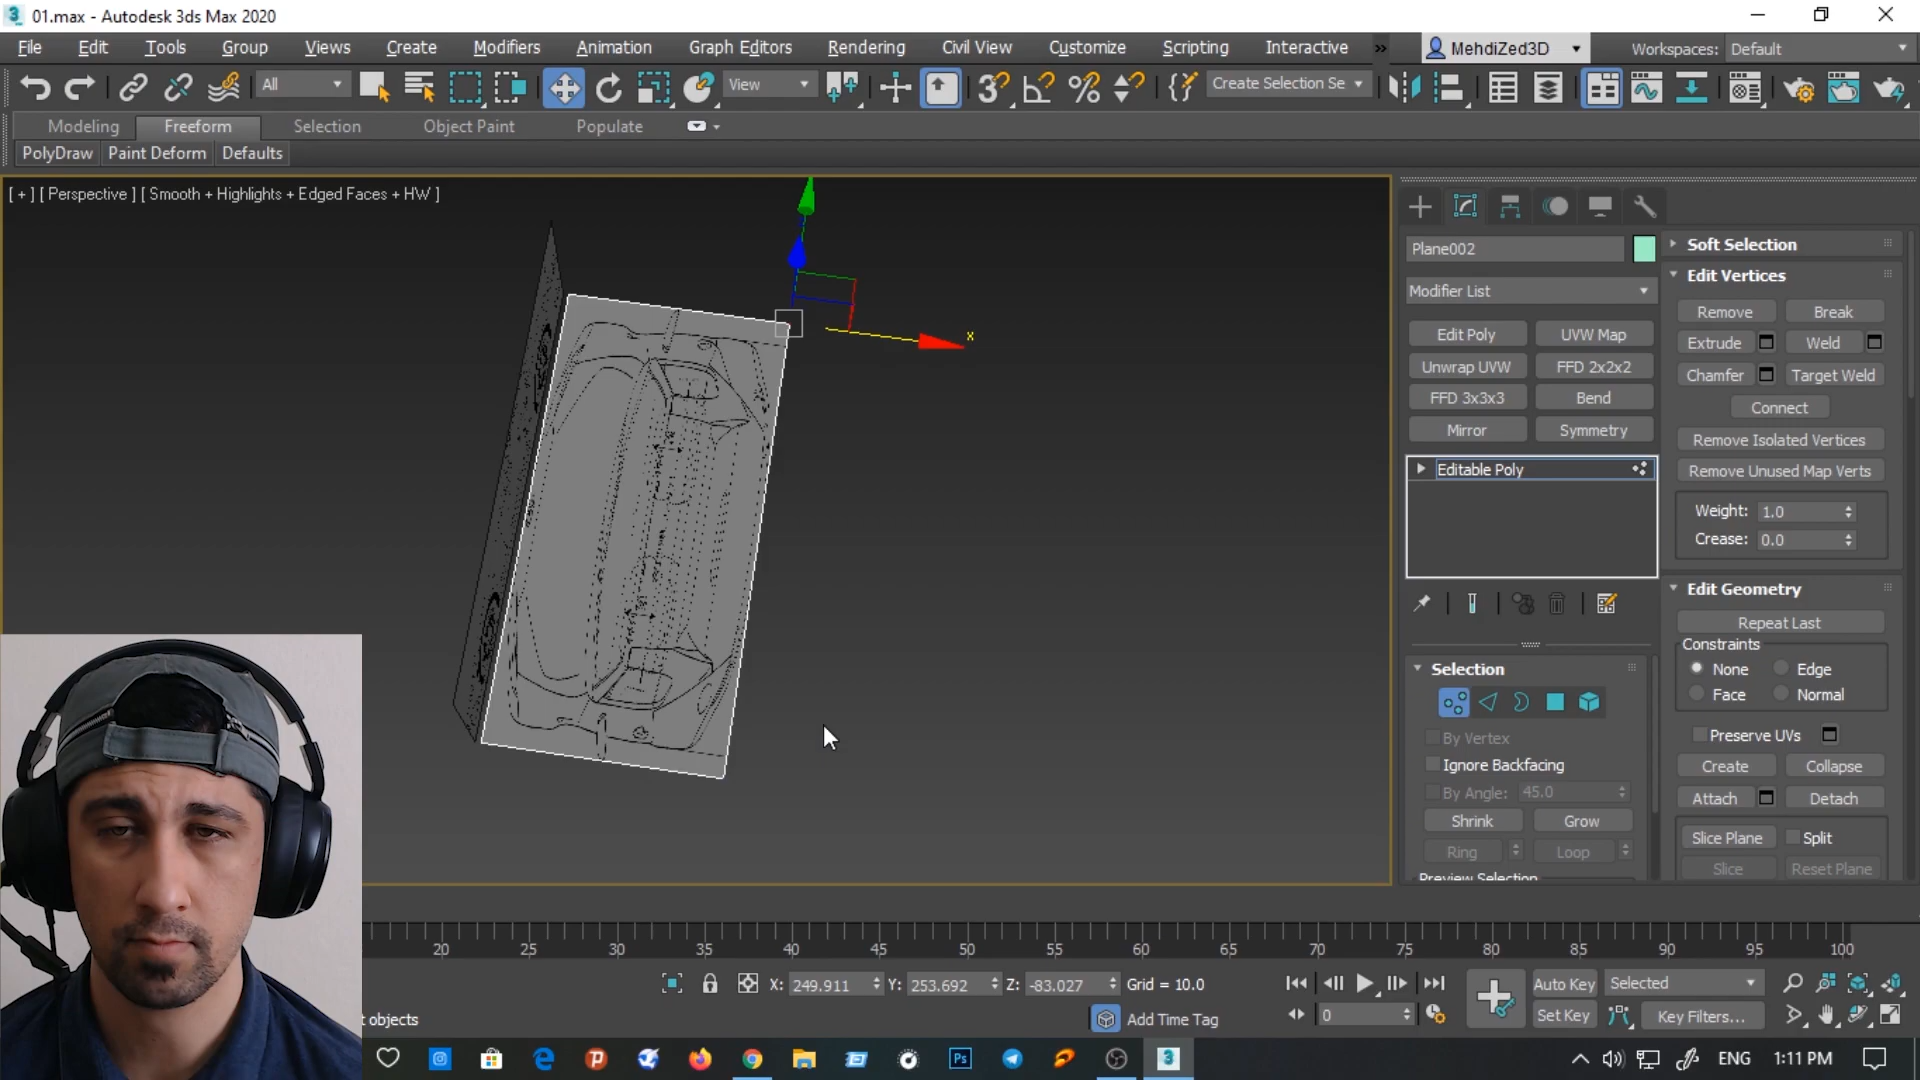 01.max - Autodesk 3ds Max 2020
File Edit Tools Group Views Create Modifiers Animation Graph Editors Rendering Civil View Customize Scripting Interactive » MehdiZed3D Workspaces: Default
All View Create Selection Se
Modeling Freeform Selection Object Paint Populate
PolyDraw Paint Deform Defaults
[ + ] [ Perspective ] [ Smooth + Highlights + Edged Faces + HW ]
x
Plane002
Modifier List
Edit Poly UVW Map
Unwrap UVW FFD 2x2x2
FFD 3x3x3 Bend
Mirror Symmetry
Editable Poly
Selection
By Vertex
Ignore Backfacing
By Angle: 45.0
Shrink Grow
Ring Loop
Preview Selection
Soft Selection
Edit Vertices
Remove Break
Extrude Weld
Chamfer Target Weld
Connect
Remove Isolated Vertices
Remove Unused Map Verts
Weight: 1.0
Crease: 0.0
Edit Geometry
Repeat Last
Constraints
None Edge
Face Normal
Preserve UVs
Create Collapse
Attach Detach
Slice Plane Split
Slice Reset Plane
20 25 30 35 40 45 50 55 60 65 70 75 80 85 90 95 100
X: 249.911 Y: 253.692 Z: -83.027 Grid = 10.0 Auto Key Selected
t objects Add Time Tag 0 Set Key Key Filters...
ENG 1:11 PM